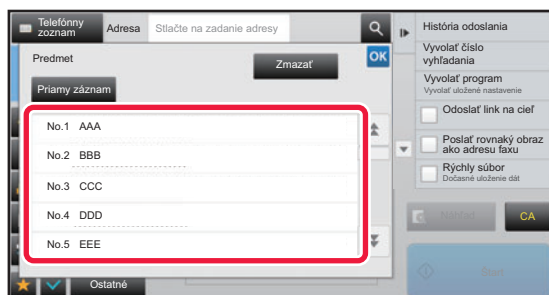 Telefónny
zoznam
Adresa
Stlačte na zadanie adresy
Predmet
Zmazať
OK
Priamy záznam
No.1 AAA
No.2 BBB
No.3 CCC
No.4 DDD
No.5 EEE
Ostatné
História odoslania
Vyvolať číslo
vyhľadania
Vyvolať program
Vyvolať uložené nastavenie
Odoslať link na cieľ
Poslať rovnaký obraz
ako adresu faxu
Rýchly súbor
Dočasné uloženie dát
CA